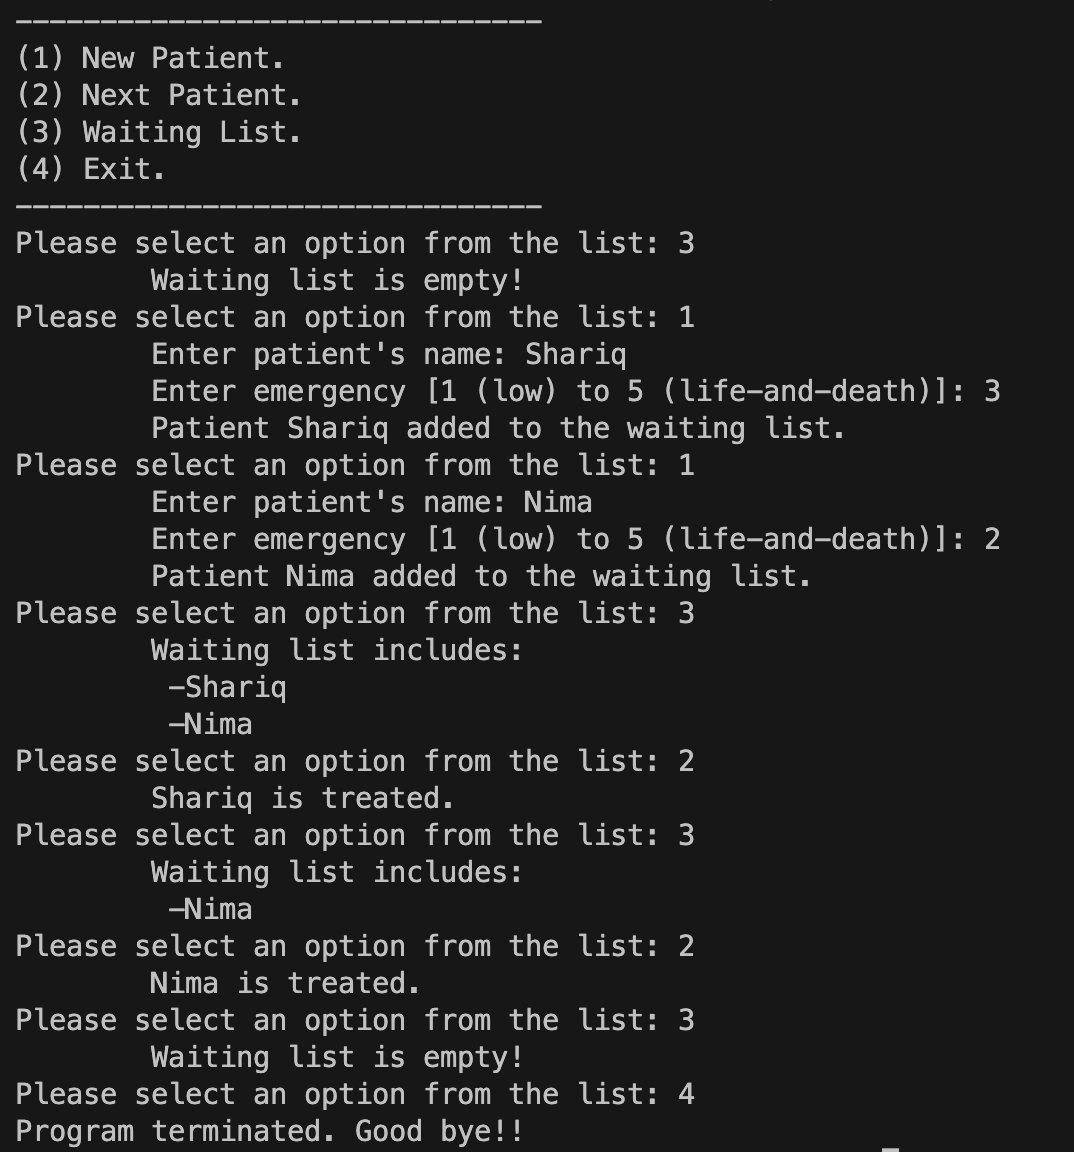 -------------------------------
(1) New Patient.
(2) Next Patient.
(3) Waiting List.
(4) Exit.
-------------------------------
Please select an option from the list: 3
        Waiting list is empty!
Please select an option from the list: 1
        Enter patient's name: Shariq
        Enter emergency [1 (low) to 5 (life-and-death)]: 3
        Patient Shariq added to the waiting list.
Please select an option from the list: 1
        Enter patient's name: Nima
        Enter emergency [1 (low) to 5 (life-and-death)]: 2
        Patient Nima added to the waiting list.
Please select an option from the list: 3
        Waiting list includes:
         -Shariq
         -Nima
Please select an option from the list: 2
        Shariq is treated.
Please select an option from the list: 3
        Waiting list includes:
         -Nima
Please select an option from the list: 2
        Nima is treated.
Please select an option from the list: 3
        Waiting list is empty!
Please select an option from the list: 4
Program terminated. Good bye!!